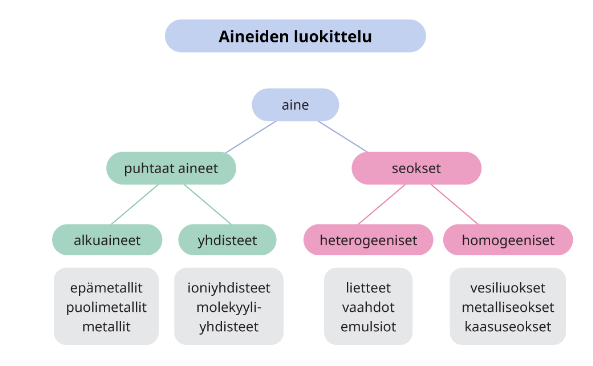 Aineiden luokittelu
aine
puhtaat aineet
seokset
alkuaineet
yhdisteet
heterogeeniset
homogeeniset
epämetallit
puolimetallit
metallit
ioniyhdisteet
molekyyli-
yhdisteet
lietteet
vaahdot
emulsiot
vesiliuokset
metalliseokset
kaasuseokset